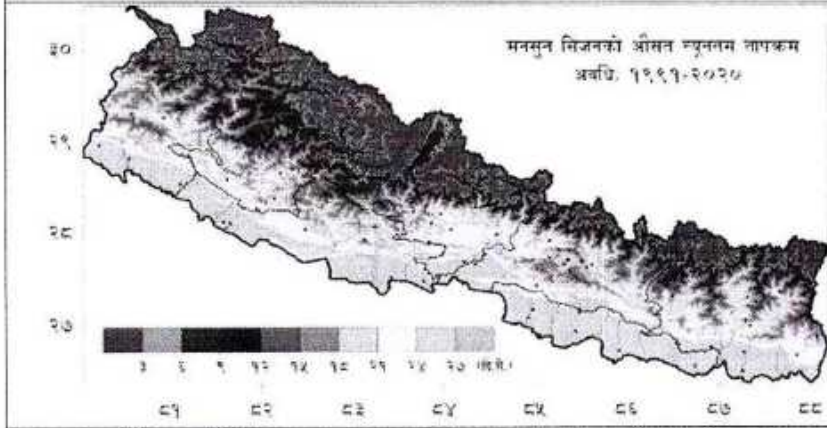 मनसुन सिजनको औसत न्यूनतम तापक्रम
अवधि: १९९१-२०२०
३०
२९
२८
२७
३ ६ ९ १२ १५ १८ २१ २४ २७ (डि.से.)
८१ ८२ ८३ ८४ ८५ ८६ ८७ ८८